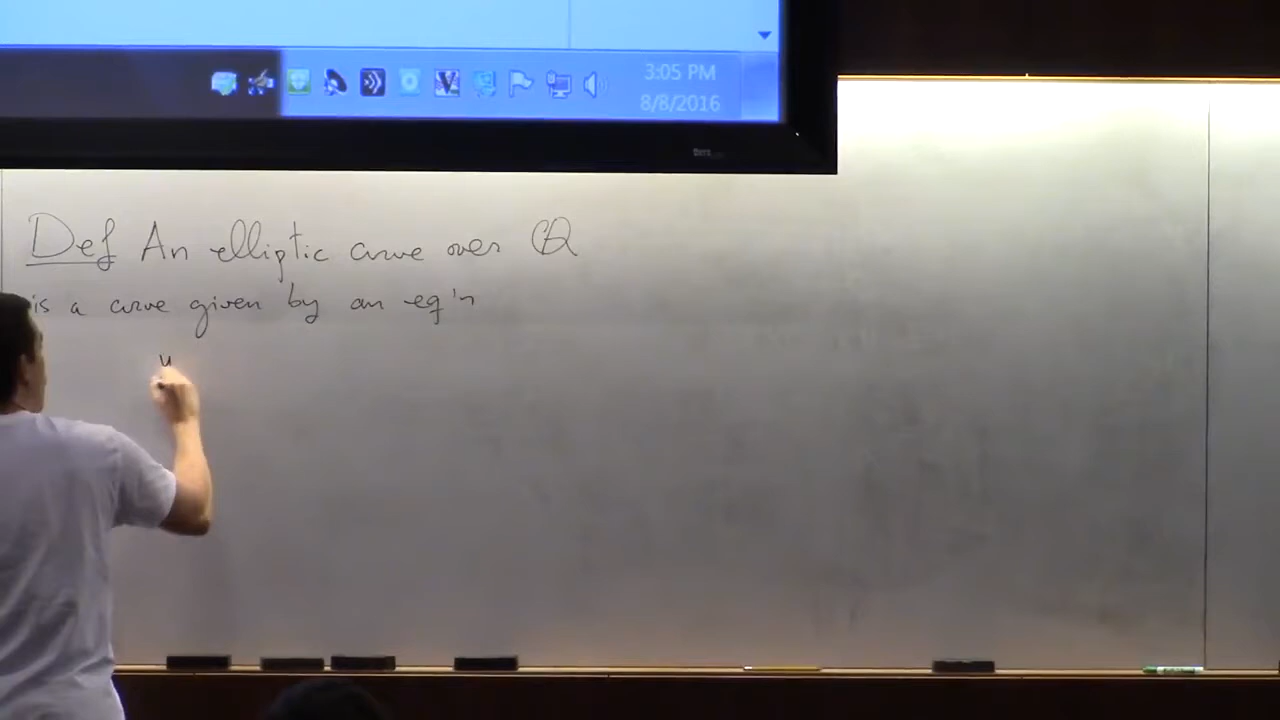 3:05 PM
8/8/2016
Def An elliptic curve over ℚ
is a curve given by an eq'n
y